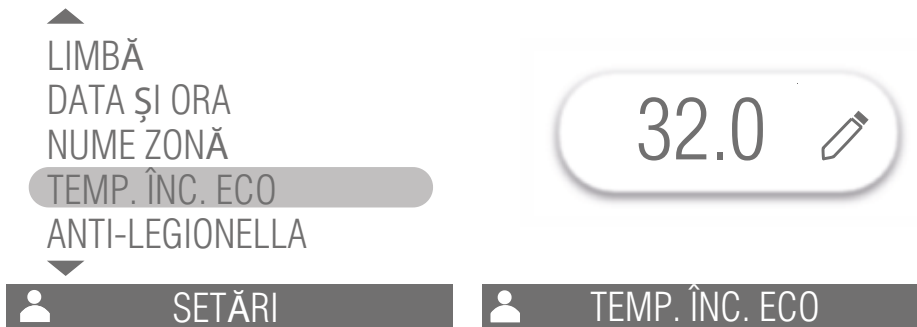 LIMBĂ
DATA ȘI ORA
NUME ZONĂ
TEMP. ÎNC. ECO
ANTI-LEGIONELLA
SETĂRI
32.0
TEMP. ÎNC. ECO